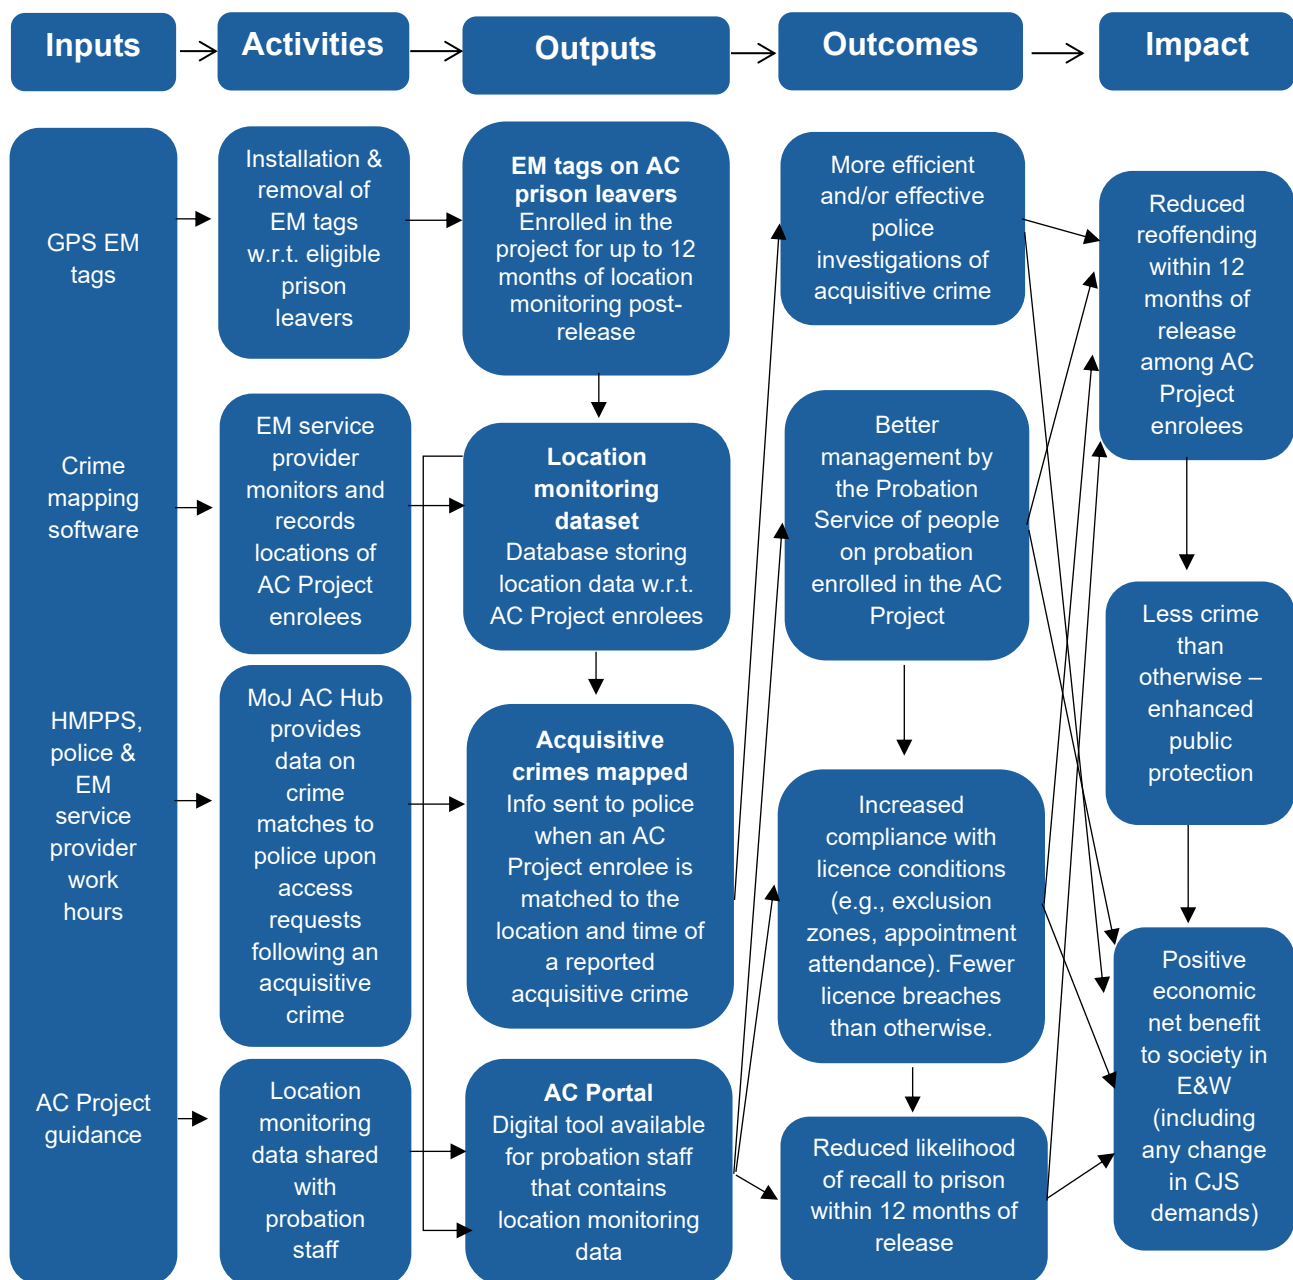 Inputs
Activities
Outputs
Outcomes
Impact
GPS EM
tags
Crime
mapping
software
HMPPS,
police &
EM
service
provider
work
hours
AC Project
guidance
Installation &
removal of
EM tags
w.r.t. eligible
prison
leavers
EM service
provider
monitors and
records
locations of
AC Project
enrolees
MoJ AC Hub
provides
data on
crime
matches to
police upon
access
requests
following an
acquisitive
crime
Location
monitoring
data shared
with
probation
staff
EM tags on AC
prison leavers
Enrolled in the
project for up to 12
months of location
monitoring post-
release
Location
monitoring
dataset
Database storing
location data w.r.t.
AC Project enrolees
Acquisitive
crimes mapped
Info sent to police
when an AC
Project enrolee is
matched to the
location and time of
a reported
acquisitive crime
AC Portal
Digital tool available
for probation staff
that contains
location monitoring
data
More efficient
and/or effective
police
investigations of
acquisitive crime
Better
management by
the Probation
Service of people
on probation
enrolled in the AC
Project
Increased
compliance with
licence conditions
(e.g., exclusion
zones, appointment
attendance). Fewer
licence breaches
than otherwise.
Reduced likelihood
of recall to prison
within 12 months of
release
Reduced
reoffending
within 12
months of
release
among AC
Project
enrolees
Less crime
than
otherwise –
enhanced
public
protection
Positive
economic
net benefit
to society in
E&W
(including
any change
in CJS
demands)